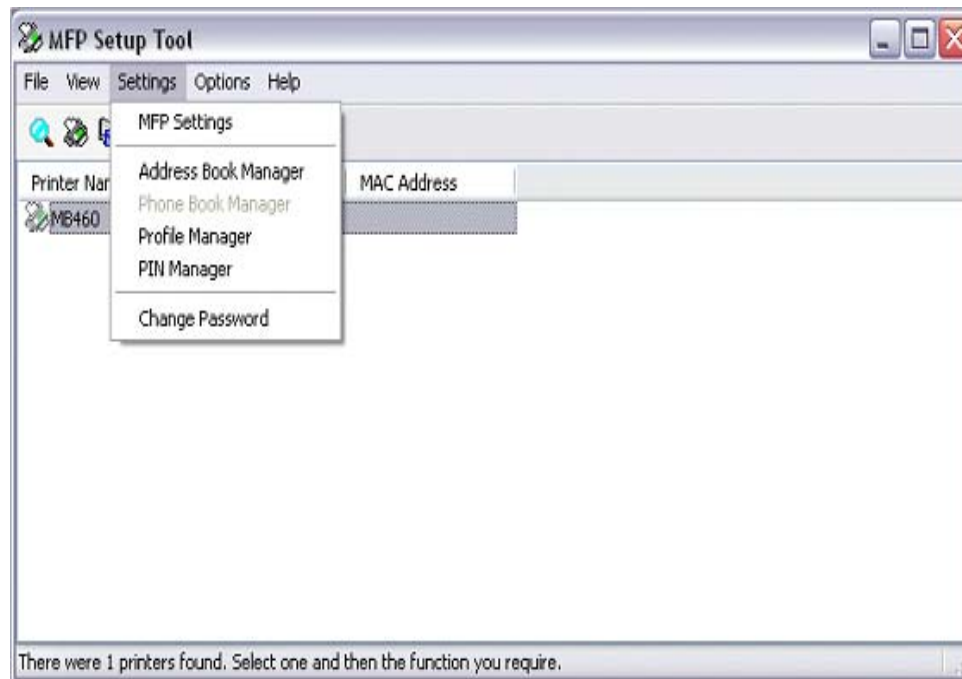 MFP Setup Tool
File View Settings Options Help
MFP Settings
Address Book Manager
Phone Book Manager
Profile Manager
PIN Manager
Change Password
Printer Nar MAC Address
MB460
There were 1 printers found. Select one and then the function you require.